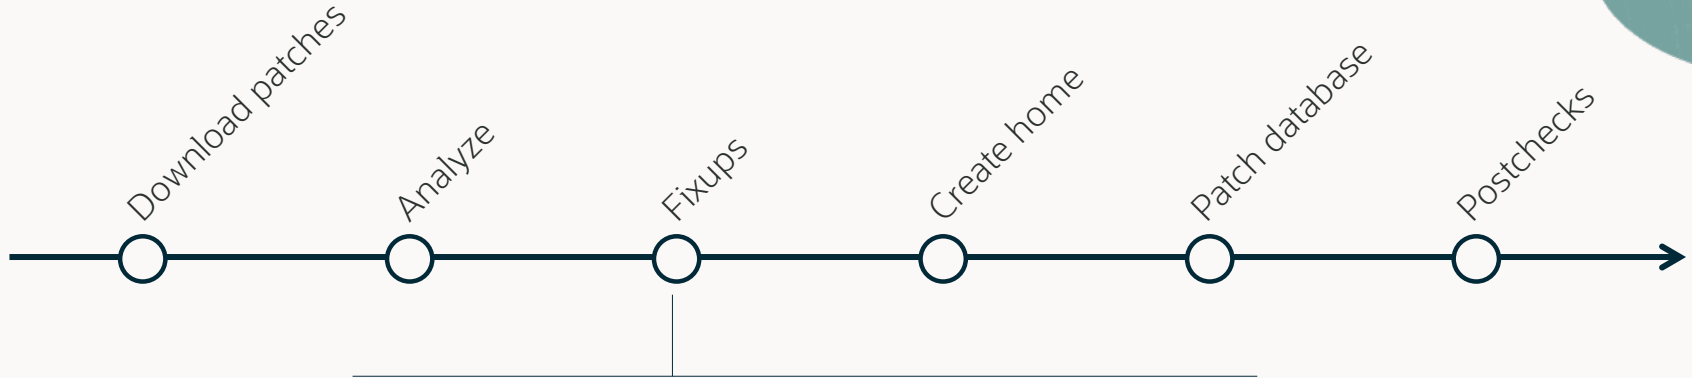 Download patches
Analyze
Fixups
Create home
Patch database
Postchecks